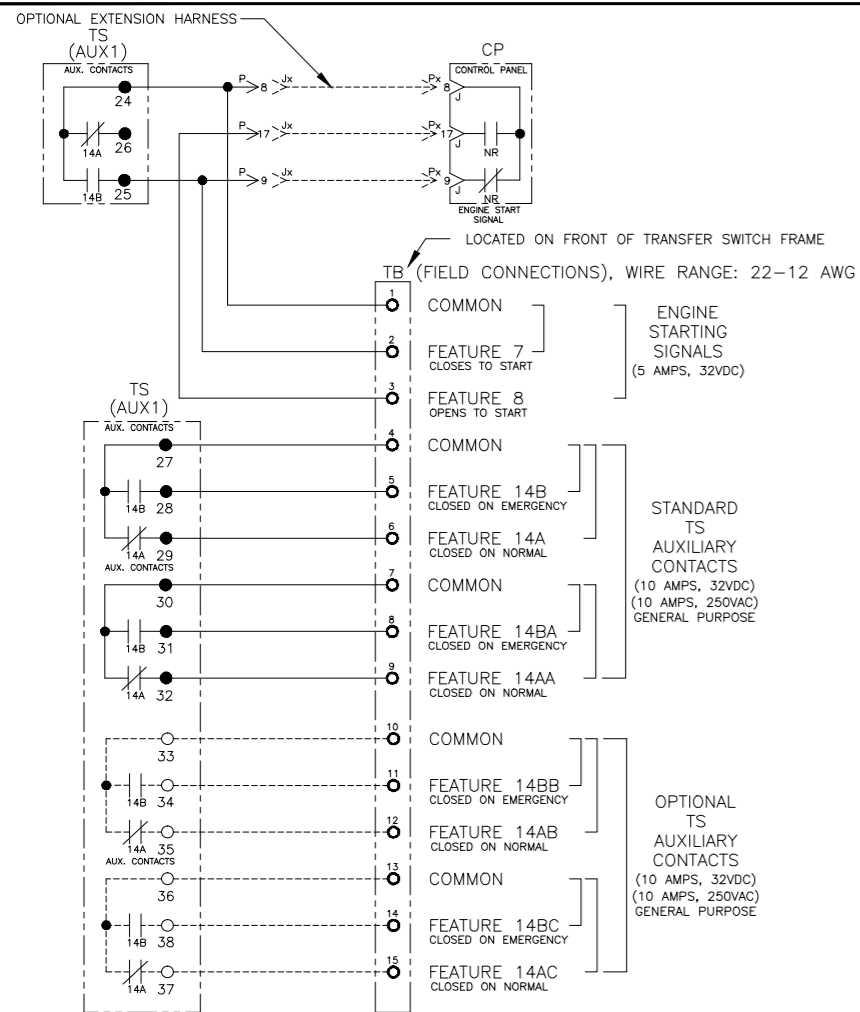 OPTIONAL EXTENSION HARNESS
TS
(AUX1)
AUX. CONTACTS
24
14A
26
14B
25
P
8
Jx
Px
8
J
P
17
Jx
Px
17
J
P
9
Jx
Px
9
J
CP
CONTROL PANEL
NR
NR
ENGINE START
SIGNAL
LOCATED ON FRONT OF TRANSFER SWITCH FRAME
TB (FIELD CONNECTIONS), WIRE RANGE: 22-12 AWG
1
COMMON
2
FEATURE 7
CLOSES TO START
3
FEATURE 8
OPENS TO START
ENGINE
STARTING
SIGNALS
(5 AMPS, 32VDC)
TS
(AUX1)
AUX. CONTACTS
27
14B 28
14A 29
AUX. CONTACTS
30
14B 31
14A 32
33
14B 34
14A 35
AUX. CONTACTS
36
14B 38
14A 37
4
COMMON
5
FEATURE 14B
CLOSED ON EMERGENCY
6
FEATURE 14A
CLOSED ON NORMAL
7
COMMON
8
FEATURE 14BA
CLOSED ON EMERGENCY
9
FEATURE 14AA
CLOSED ON NORMAL
STANDARD
TS
AUXILIARY
CONTACTS
(10 AMPS, 32VDC)
(10 AMPS, 250VAC)
GENERAL PURPOSE
10
COMMON
11
FEATURE 14BB
CLOSED ON EMERGENCY
12
FEATURE 14AB
CLOSED ON NORMAL
13
COMMON
14
FEATURE 14BC
CLOSED ON EMERGENCY
15
FEATURE 14AC
CLOSED ON NORMAL
OPTIONAL
TS
AUXILIARY
CONTACTS
(10 AMPS, 32VDC)
(10 AMPS, 250VAC)
GENERAL PURPOSE